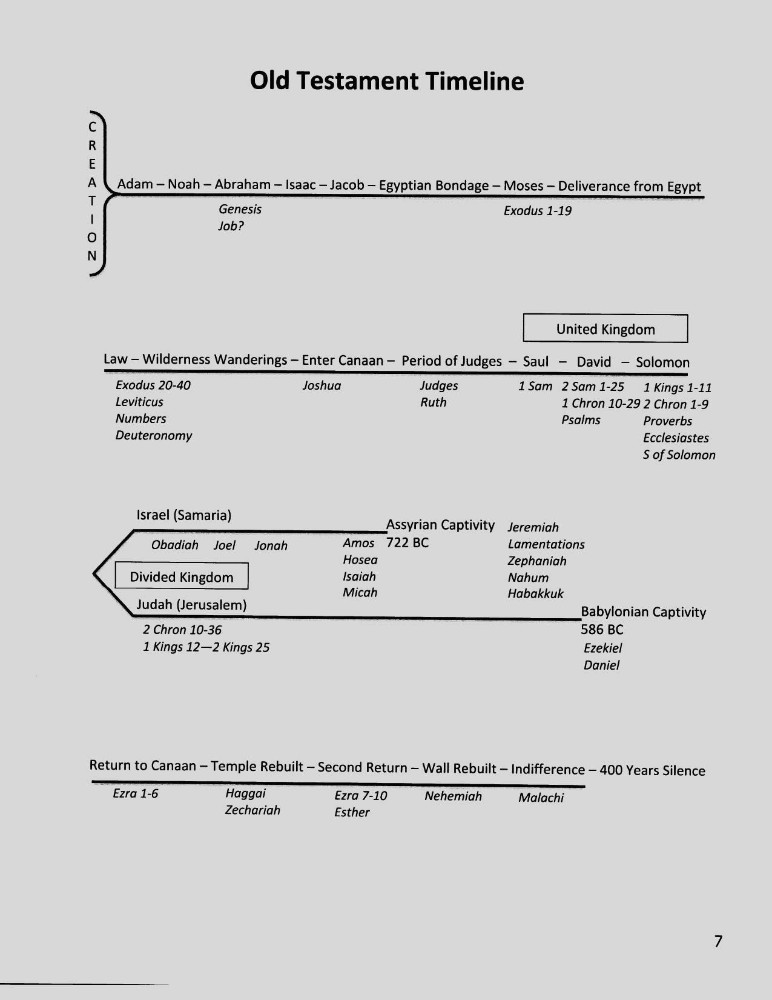 Old Testament Timeline
CREATION
Adam – Noah – Abraham – Isaac – Jacob – Egyptian Bondage – Moses – Deliverance from Egypt
Genesis Exodus 1-19
Job?
United Kingdom
Law – Wilderness Wanderings – Enter Canaan – Period of Judges – Saul – David – Solomon
Exodus 20-40 Joshua Judges 1 Sam 2 Sam 1-25 1 Kings 1-11
Leviticus Ruth 1 Chron 10-29 2 Chron 1-9
Numbers Psalms Proverbs
Deuteronomy Ecclesiastes
S of Solomon
Israel (Samaria)
Assyrian Captivity Jeremiah
Obadiah Joel Jonah Amos 722 BC Lamentations
Hosea Zephaniah
Divided Kingdom Isaiah Nahum
Micah Habakkuk
Judah (Jerusalem)
Babylonian Captivity
2 Chron 10-36 586 BC
1 Kings 12—2 Kings 25 Ezekiel
Daniel
Return to Canaan – Temple Rebuilt – Second Return – Wall Rebuilt – Indifference – 400 Years Silence
Ezra 1-6 Haggai Ezra 7-10 Nehemiah Malachi
Zechariah Esther
7